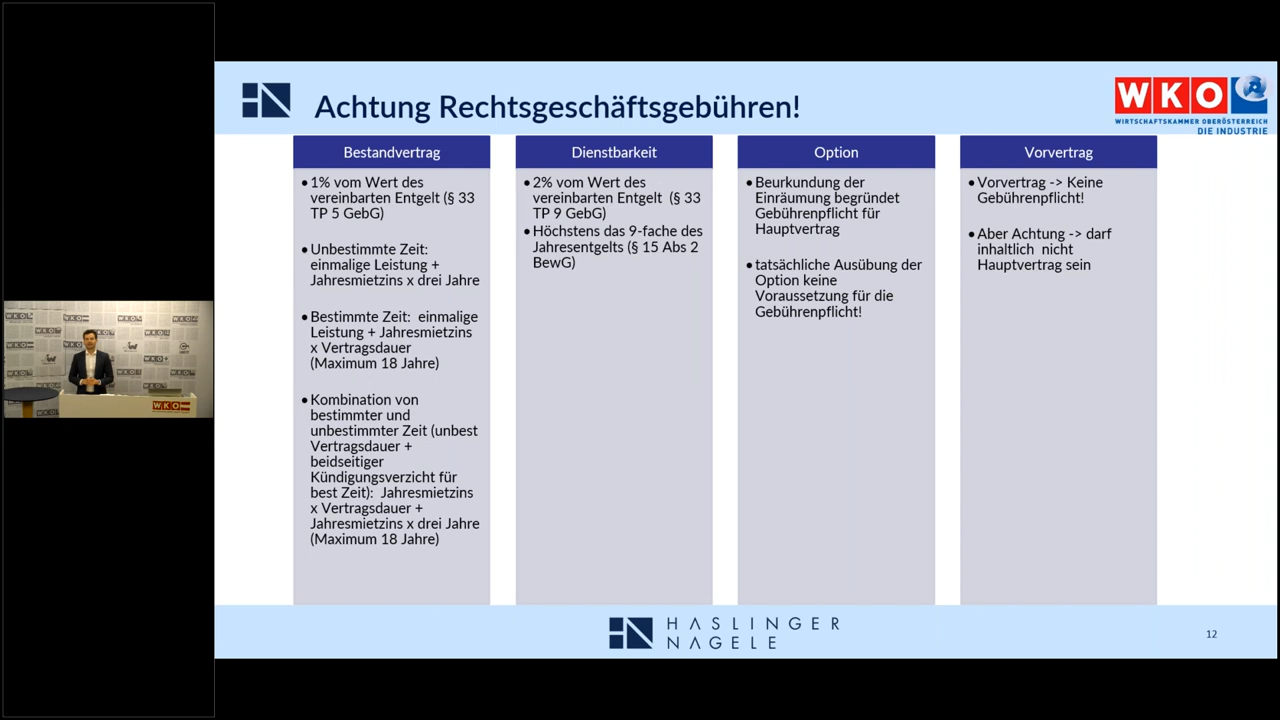 Achtung Rechtsgeschäftsgebühren!
WKO
WIRTSCHAFTSKAMMER OBERÖSTERREICH
DIE INDUSTRIE
Bestandvertrag
• 1% vom Wert des
vereinbarten Entgelt (§ 33
TP 5 GebG)
• Unbestimmte Zeit:
einmalige Leistung +
Jahresmietzins x drei Jahre
• Bestimmte Zeit: einmalige
Leistung + Jahresmietzins
x Vertragsdauer
(Maximum 18 Jahre)
• Kombination von
bestimmter und
unbestimmter Zeit (unbest
Vertragsdauer +
beidseitiger
Kündigungsverzicht für
best Zeit): Jahresmietzins
x Vertragsdauer +
Jahresmietzins x drei Jahre
(Maximum 18 Jahre)
Dienstbarkeit
• 2% vom Wert des
vereinbarten Entgelt (§ 33
TP 9 GebG)
• Höchstens das 9-fache des
Jahresentgelts (§ 15 Abs 2
BewG)
Option
• Beurkundung der
Einräumung begründet
Gebührenpflicht für
Hauptvertrag
• tatsächliche Ausübung der
Option keine
Voraussetzung für die
Gebührenpflicht!
Vorvertrag
• Vorvertrag -> Keine
Gebührenpflicht!
• Aber Achtung -> darf
inhaltlich nicht
Hauptvertrag sein
WKO
HASLINGER
NAGELE
12